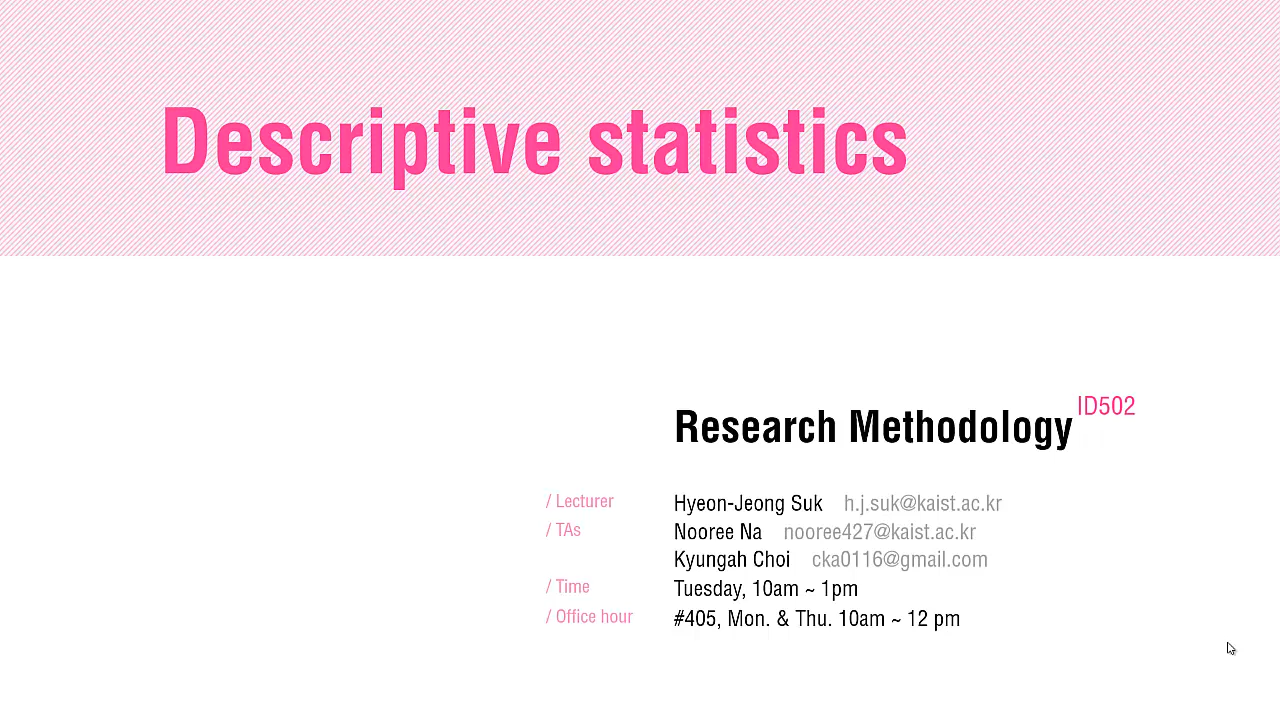 Descriptive statistics
Research Methodology ID502
/ Lecturer Hyeon-Jeong Suk h.j.suk@kaist.ac.kr
/ TAs Nooree Na nooree427@kaist.ac.kr
Kyungah Choi cka0116@gmail.com
/ Time Tuesday, 10am ~ 1pm
/ Office hour #405, Mon. & Thu. 10am ~ 12 pm